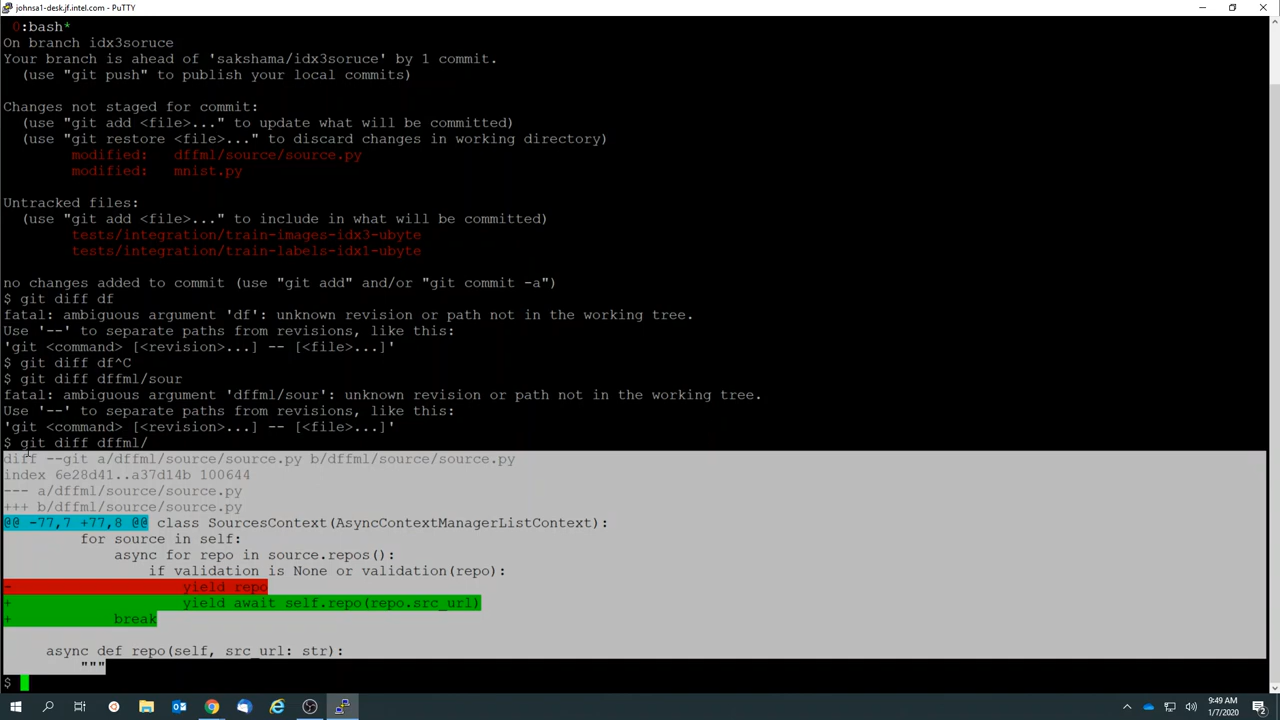 johnsa1-desk.jf.intel.com - PuTTY
0:bash*
On branch idx3soruce
Your branch is ahead of 'sakshama/idx3soruce' by 1 commit.
  (use "git push" to publish your local commits)
Changes not staged for commit:
  (use "git add <file>..." to update what will be committed)
  (use "git restore <file>..." to discard changes in working directory)
        modified:   dffml/source/source.py
        modified:   mnist.py
Untracked files:
  (use "git add <file>..." to include in what will be committed)
        tests/integration/train-images-idx3-ubyte
        tests/integration/train-labels-idx1-ubyte
no changes added to commit (use "git add" and/or "git commit -a")
$ git diff df
fatal: ambiguous argument 'df': unknown revision or path not in the working tree.
Use '--' to separate paths from revisions, like this:
'git <command> [<revision>...] -- [<file>...]'
$ git diff df^C
$ git diff dffml/sour
fatal: ambiguous argument 'dffml/sour': unknown revision or path not in the working tree.
Use '--' to separate paths from revisions, like this:
'git <command> [<revision>...] -- [<file>...]'
$ git diff dffml/
diff --git a/dffml/source/source.py b/dffml/source/source.py
index 6e28d41..a37d14b 100644
--- a/dffml/source/source.py
+++ b/dffml/source/source.py
@@ -77,7 +77,8 @@ class SourcesContext(AsyncContextManagerListContext):
         for source in self:
             async for repo in source.repos():
                 if validation is None or validation(repo):
-                    yield repo
+                    yield await self.repo(repo.src_url)
+            break
     async def repo(self, src_url: str):
         """
$
9:49 AM
1/7/2020
2